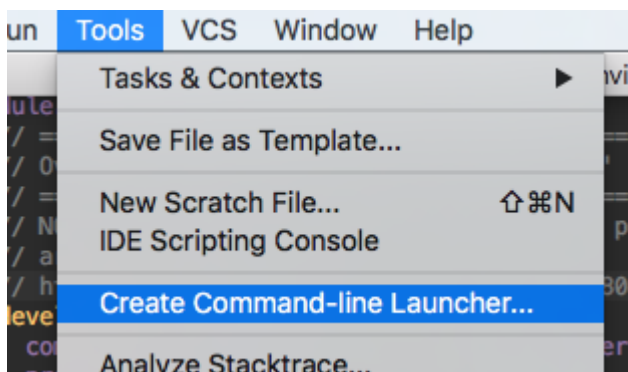 un Tools VCS Window Help
Tasks & Contexts ▶
Save File as Template...
New Scratch File... ⇧⌘N
IDE Scripting Console
Create Command-line Launcher...
Analyze Stacktrace...